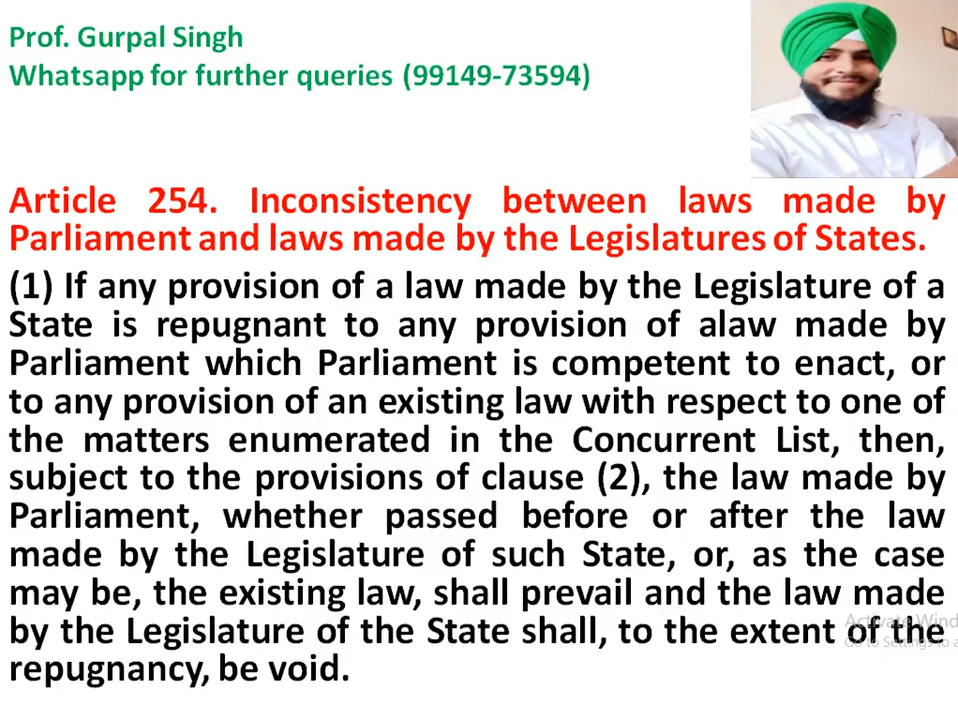 Prof. Gurpal Singh
Whatsapp for further queries (99149-73594)
Article 254. Inconsistency between laws made by
Parliament and laws made by the Legislatures of States.
(1) If any provision of a law made by the Legislature of a
State is repugnant to any provision of alaw made by
Parliament which Parliament is competent to enact, or
to any provision of an existing law with respect to one of
the matters enumerated in the Concurrent List, then,
subject to the provisions of clause (2), the law made by
Parliament, whether passed before or after the law
made by the Legislature of such State, or, as the case
may be, the existing law, shall prevail and the law made
by the Legislature of the State shall, to the extent of the
repugnancy, be void.
Activate Wind
Go to Settings to a